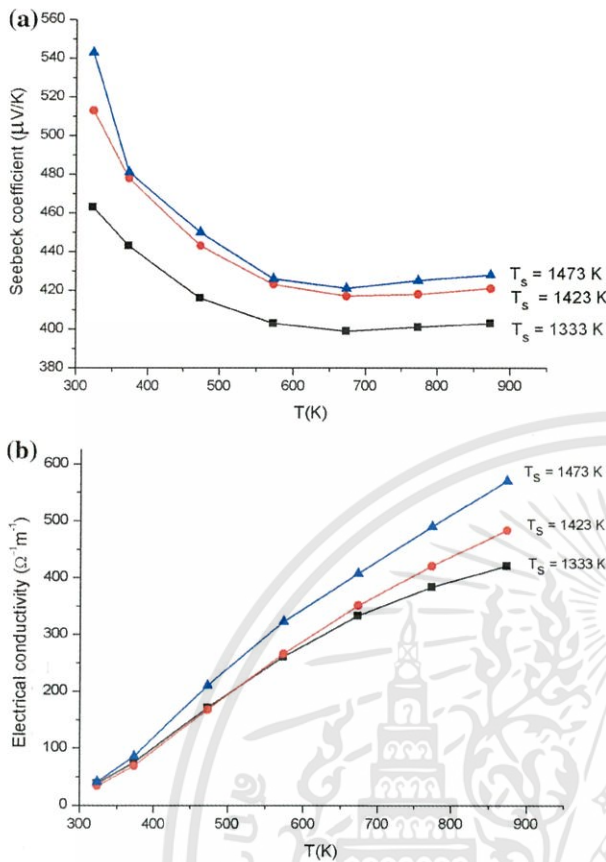 (a)
560
540
520
500
480
460
440
420
400
380
Seebeck coefficient (μV/K)
T_S = 1473 K
T_S = 1423 K
T_S = 1333 K
300 400 500 600 700 800 900
T(K)
(b)
600
500
400
300
200
100
0
Electrical conductivity (Ω⁻¹m⁻¹)
T_S = 1473 K
T_S = 1423 K
T_S = 1333 K
300 400 500 600 700 800 900
T(K)